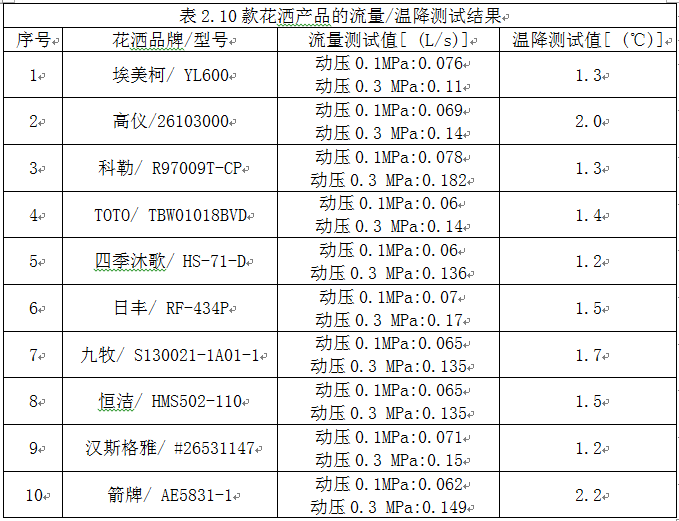 表2.10款花洒产品的流量/温降测试结果
序号 花洒品牌/型号 流量测试值[ (L/s)] 温降测试值[ (℃)]
1 埃美柯/ YL600 动压0.1MPa:0.076 1.3
动压0.3 MPa:0.11
2 高仪/26103000 动压0.1MPa:0.069 2.0
动压0.3 MPa:0.14
3 科勒/ R97009T-CP 动压0.1MPa:0.078 1.3
动压0.3 MPa:0.182
4 TOTO/ TBW01018BVD 动压0.1MPa:0.06 1.4
动压0.3 MPa:0.14
5 四季沐歌/ HS-71-D 动压0.1MPa:0.06 1.2
动压0.3 MPa:0.136
6 日丰/ RF-434P 动压0.1MPa:0.07 1.5
动压0.3 MPa:0.17
7 九牧/ S130021-1A01-1 动压0.1MPa:0.065 1.7
动压0.3 MPa:0.135
8 恒洁/ HMS502-110 动压0.1MPa:0.065 1.5
动压0.3 MPa:0.135
9 汉斯格雅/ #26531147 动压0.1MPa:0.071 1.2
动压0.3 MPa:0.15
10 箭牌/ AE5831-1 动压0.1MPa:0.062 2.2
动压0.3 MPa:0.149